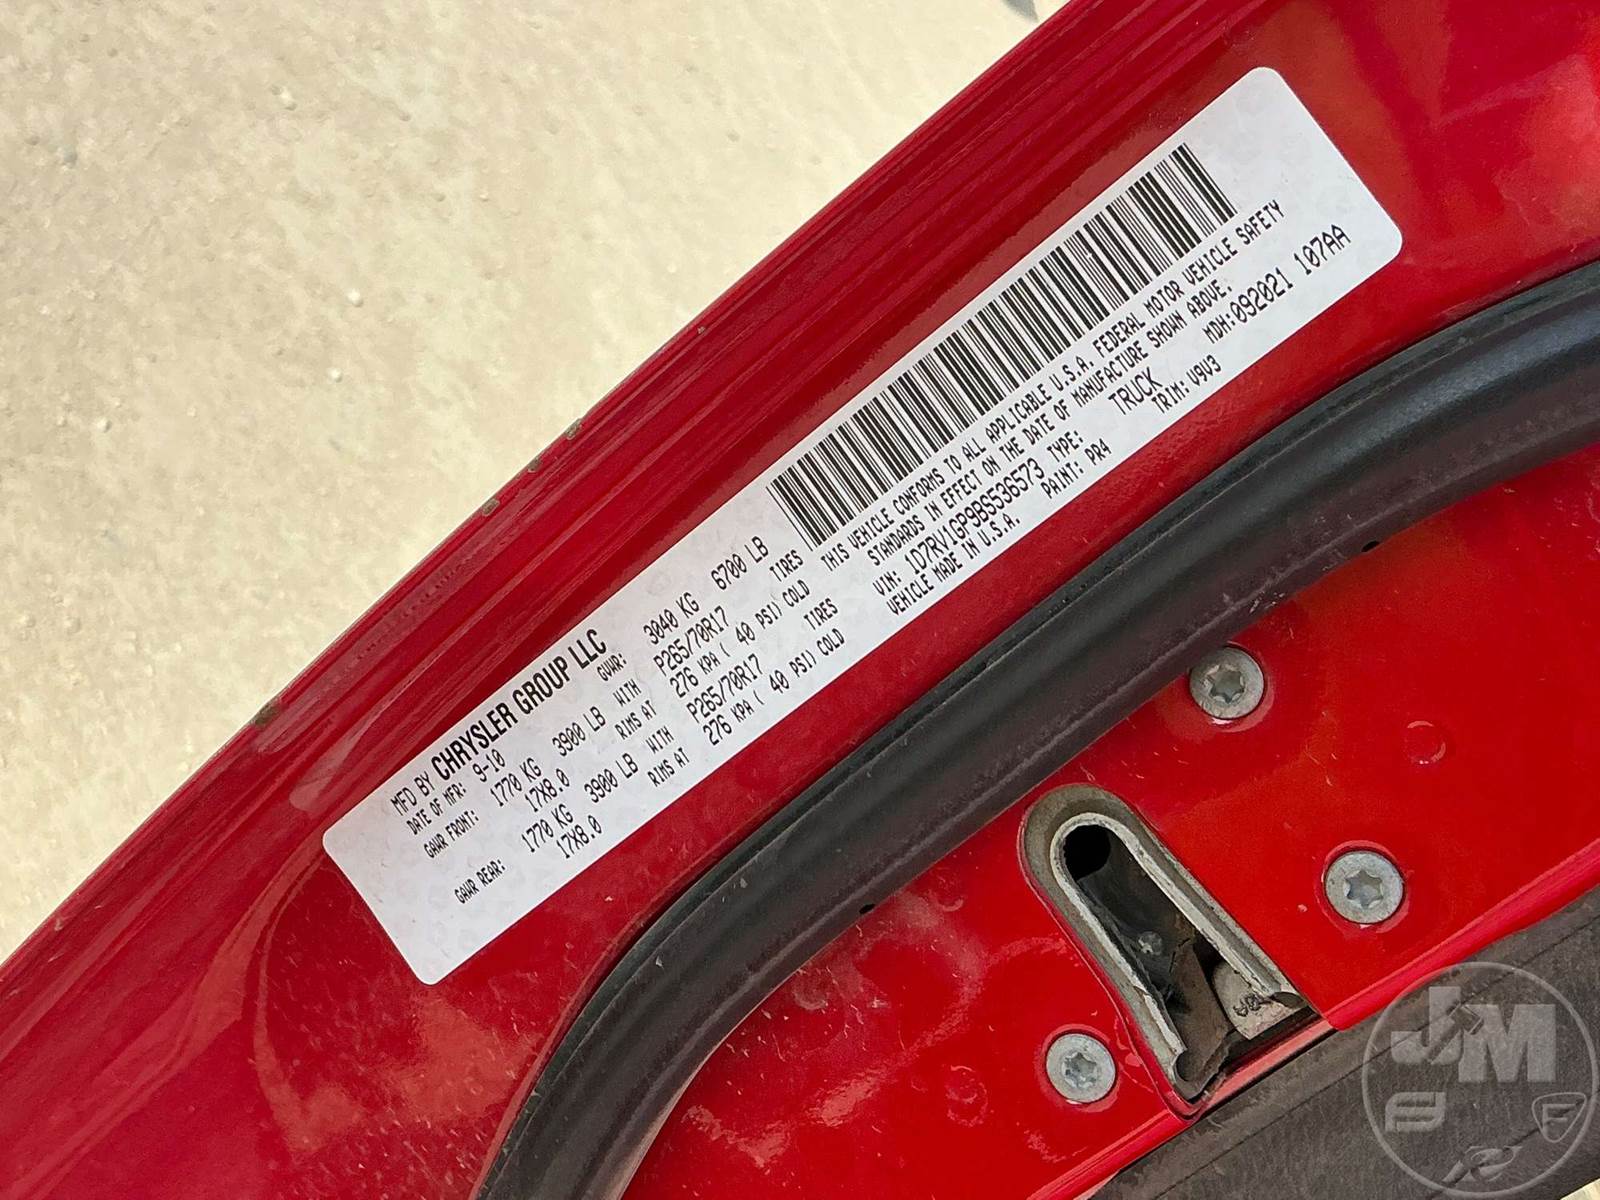 MFD BY CHRYSLER GROUP LLC
DATE OF MFR: 9-10 GVWR: 3040 KG 6700 LB
GAWR FRONT: 1770 KG 3900 LB WITH P265/70R17 TIRES
17X8.0 RIMS AT 276 KPA ( 40 PSI) COLD
GAWR REAR: 1770 KG 3900 LB WITH P265/70R17 TIRES
17X8.0 RIMS AT 276 KPA ( 40 PSI) COLD
THIS VEHICLE CONFORMS TO ALL APPLICABLE U.S.A. FEDERAL MOTOR VEHICLE SAFETY
STANDARDS IN EFFECT ON THE DATE OF MANUFACTURE SHOWN ABOVE.
VIN: 1D7RV1GP9BS536573 TYPE: TRUCK MDH:092021 107AA
VEHICLE MADE IN U.S.A. PAINT: PR4 TRIM:V9V3
JM